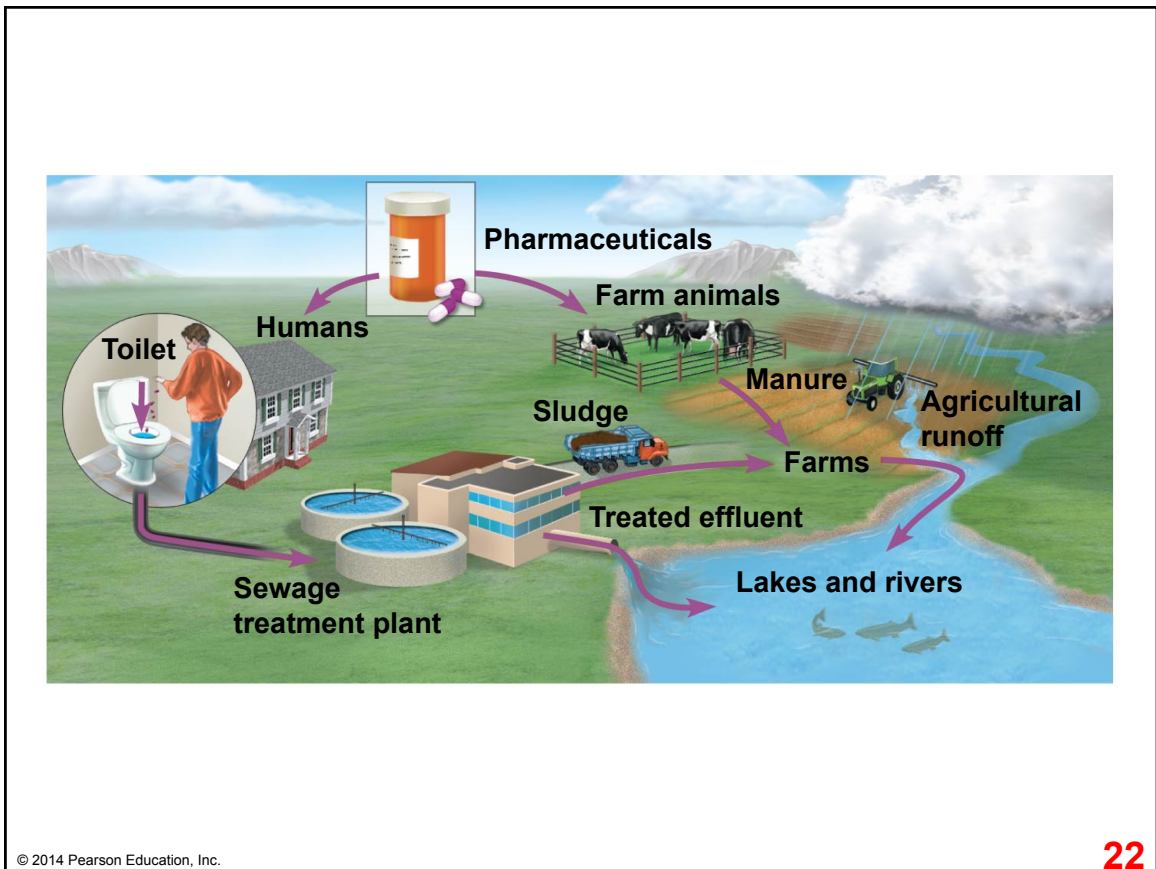 Pharmaceuticals
Farm animals
Humans
Toilet
Manure
Agricultural
runoff
Sludge
Farms
Treated effluent
Lakes and rivers
Sewage
treatment plant
© 2014 Pearson Education, Inc.
22